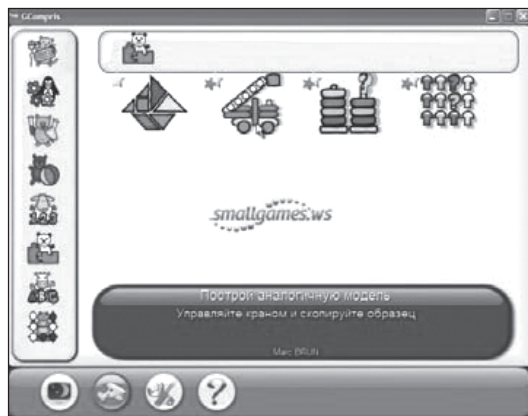 GCompris
smallgames.ws
Построй аналогичную модель
Управляйте краном и скопируйте образец
Marc BRUN